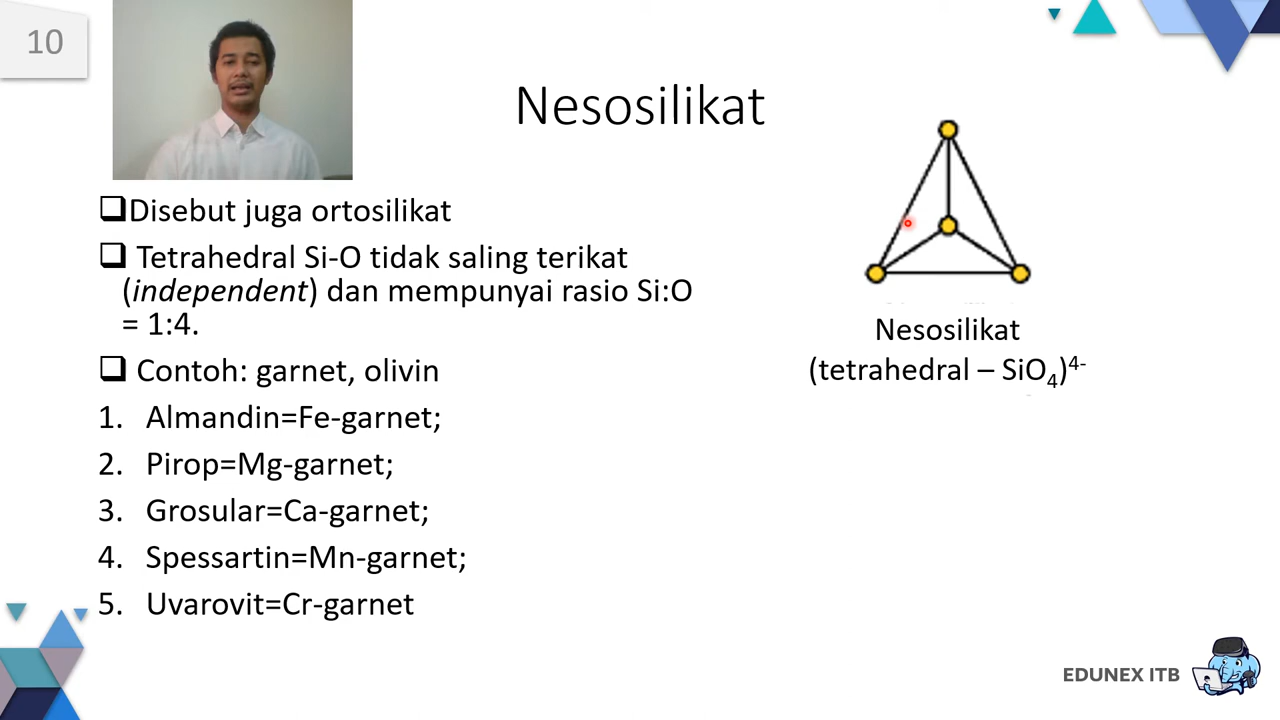 10
Nesosilikat
❑Disebut juga ortosilikat
❑ Tetrahedral Si-O tidak saling terikat
(independent) dan mempunyai rasio Si:O
= 1:4.
❑ Contoh: garnet, olivin
1. Almandin=Fe-garnet;
2. Pirop=Mg-garnet;
3. Grosular=Ca-garnet;
4. Spessartin=Mn-garnet;
5. Uvarovit=Cr-garnet
Nesosilikat
(tetrahedral – SiO₄)⁴⁻
EDUNEX ITB